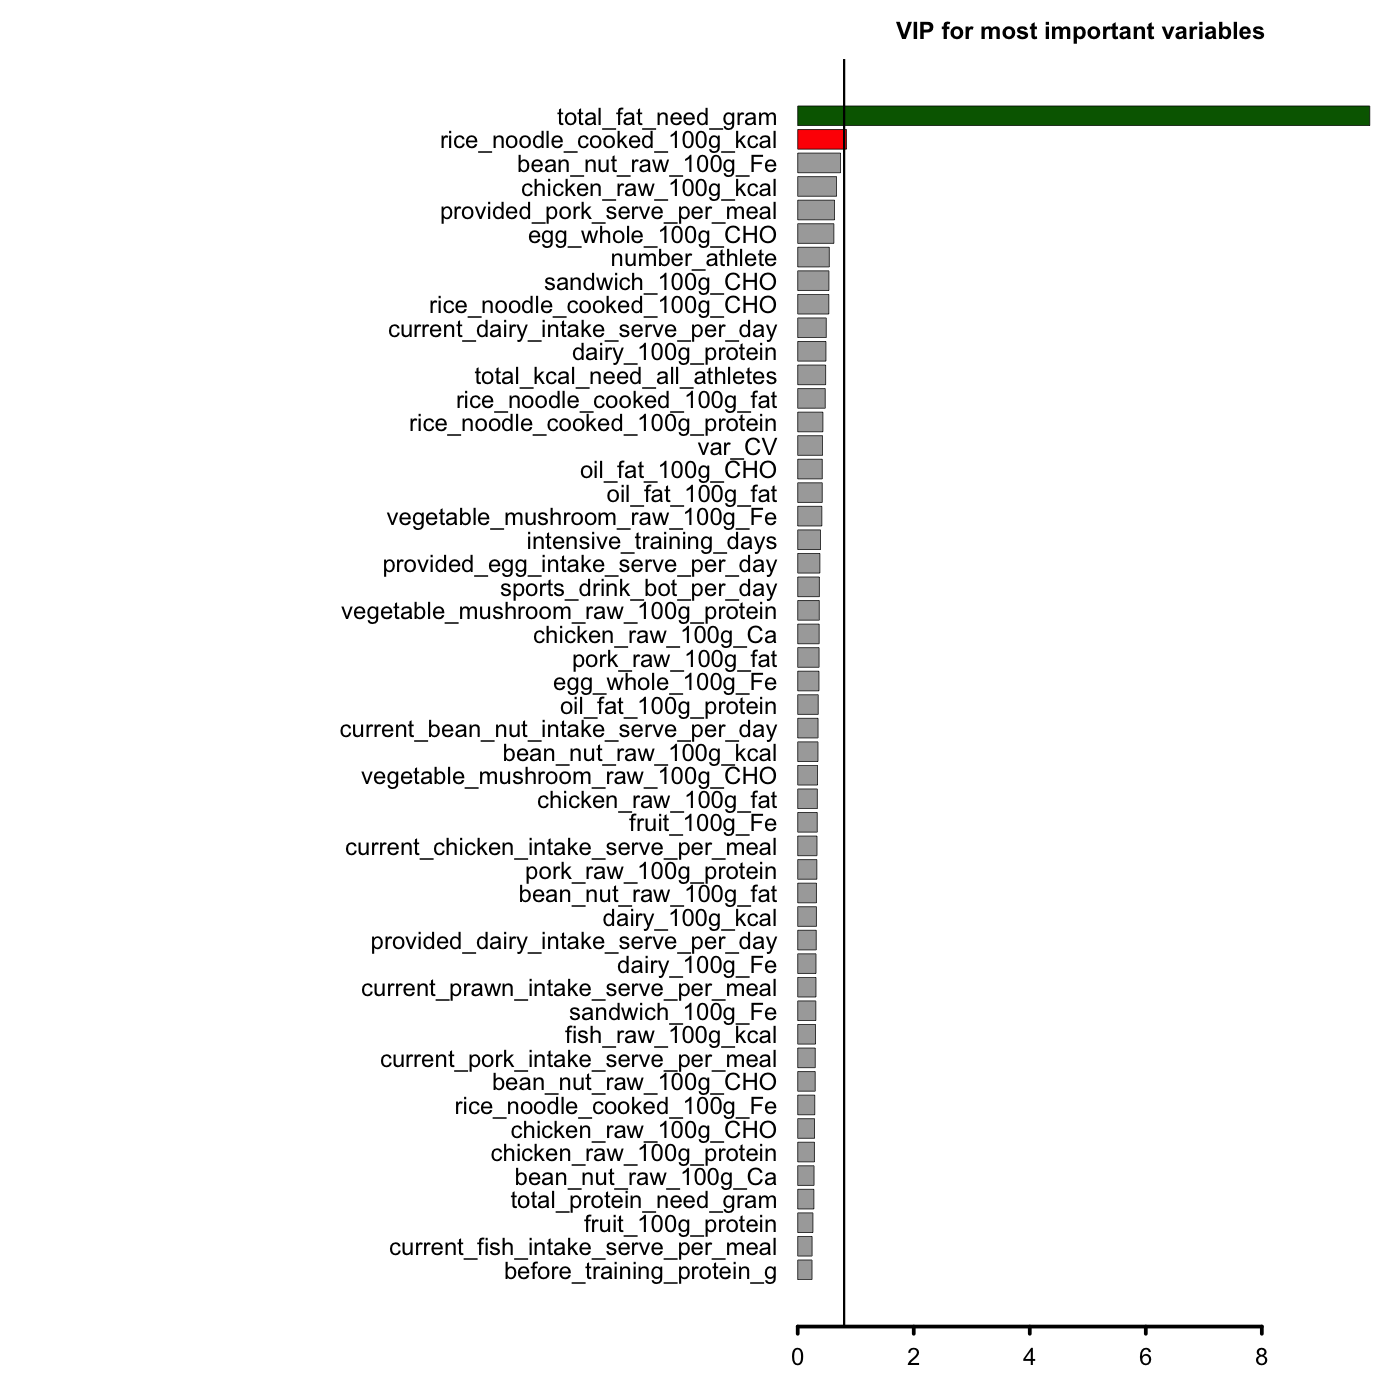 VIP for most important variables
total_fat_need_gram
rice_noodle_cooked_100g_kcal
bean_nut_raw_100g_Fe
chicken_raw_100g_kcal
provided_pork_serve_per_meal
egg_whole_100g_CHO
number_athlete
sandwich_100g_CHO
rice_noodle_cooked_100g_CHO
current_dairy_intake_serve_per_day
dairy_100g_protein
total_kcal_need_all_athletes
rice_noodle_cooked_100g_fat
rice_noodle_cooked_100g_protein
var_CV
oil_fat_100g_CHO
oil_fat_100g_fat
vegetable_mushroom_raw_100g_Fe
intensive_training_days
provided_egg_intake_serve_per_day
sports_drink_bot_per_day
vegetable_mushroom_raw_100g_protein
chicken_raw_100g_Ca
pork_raw_100g_fat
egg_whole_100g_Fe
oil_fat_100g_protein
current_bean_nut_intake_serve_per_day
bean_nut_raw_100g_kcal
vegetable_mushroom_raw_100g_CHO
chicken_raw_100g_fat
fruit_100g_Fe
current_chicken_intake_serve_per_meal
pork_raw_100g_protein
bean_nut_raw_100g_fat
dairy_100g_kcal
provided_dairy_intake_serve_per_day
dairy_100g_Fe
current_prawn_intake_serve_per_meal
sandwich_100g_Fe
fish_raw_100g_kcal
current_pork_intake_serve_per_meal
bean_nut_raw_100g_CHO
rice_noodle_cooked_100g_Fe
chicken_raw_100g_CHO
chicken_raw_100g_protein
bean_nut_raw_100g_Ca
total_protein_need_gram
fruit_100g_protein
current_fish_intake_serve_per_meal
before_training_protein_g
0 2 4 6 8